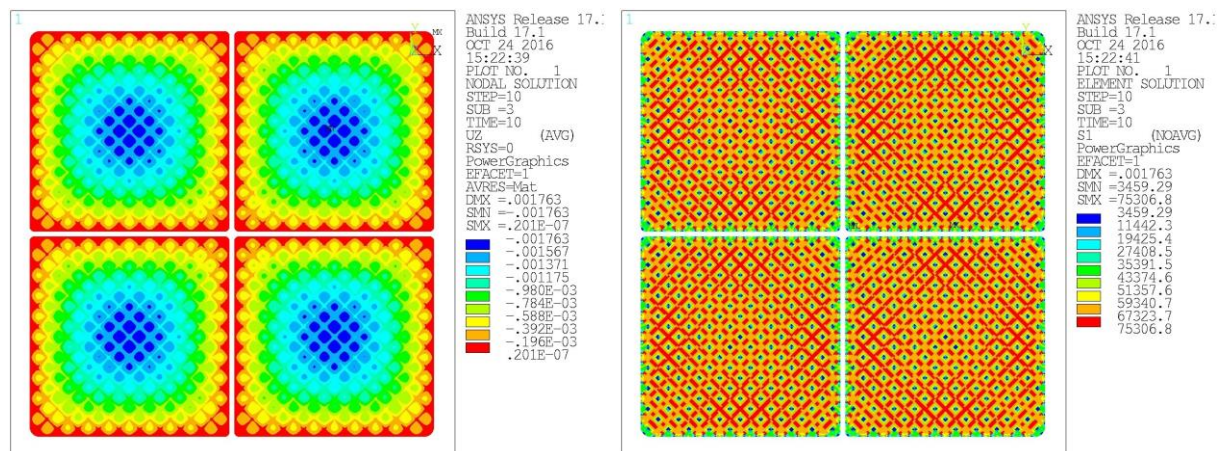 1
ANSYS Release 17.
Build 17.1
OCT 24 2016
15:22:39
PLOT NO. 1
NODAL SOLUTION
STEP=10
SUB =3
TIME=10
UZ (AVG)
RSYS=0
PowerGraphics
EFACET=1
AVRES=Mat
DMX =.001763
SMN =-.001763
SMX =.201E-07
-.001763
-.001567
-.001371
-.001175
-.980E-03
-.784E-03
-.588E-03
-.392E-03
-.196E-03
.201E-07
Y
MX
X
1
ANSYS Release 17.
Build 17.1
OCT 24 2016
15:22:41
PLOT NO. 1
ELEMENT SOLUTION
STEP=10
SUB =3
TIME=10
S1 (NOAVG)
PowerGraphics
EFACET=1
DMX =.001763
SMN =3459.29
SMX =75306.8
3459.29
11442.3
19425.4
27408.5
35391.5
43374.6
51357.6
59340.7
67323.7
75306.8
Y
X